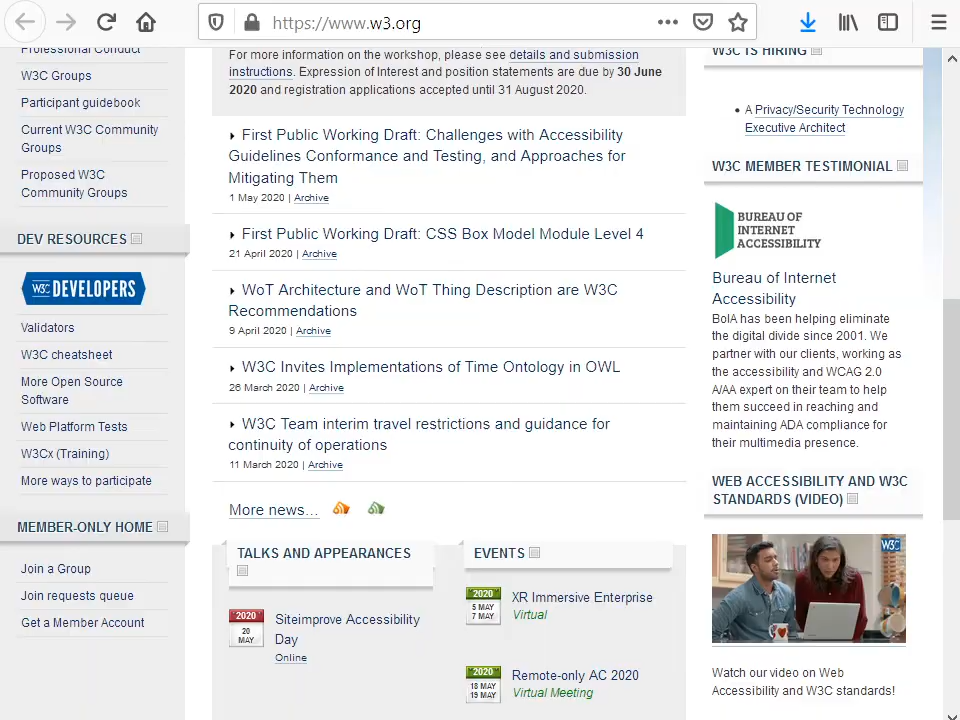 https://www.w3.org
Professional Conduct
W3C Groups
Participant guidebook
Current W3C Community
Groups
Proposed W3C
Community Groups
DEV RESOURCES
W3C DEVELOPERS
Validators
W3C cheatsheet
More Open Source
Software
Web Platform Tests
W3Cx (Training)
More ways to participate
MEMBER-ONLY HOME
Join a Group
Join requests queue
Get a Member Account
For more information on the workshop, please see details and submission
instructions. Expression of Interest and position statements are due by 30 June
2020 and registration applications accepted until 31 August 2020.
First Public Working Draft: Challenges with Accessibility
Guidelines Conformance and Testing, and Approaches for
Mitigating Them
1 May 2020 | Archive
First Public Working Draft: CSS Box Model Module Level 4
21 April 2020 | Archive
WoT Architecture and WoT Thing Description are W3C
Recommendations
9 April 2020 | Archive
W3C Invites Implementations of Time Ontology in OWL
26 March 2020 | Archive
W3C Team interim travel restrictions and guidance for
continuity of operations
11 March 2020 | Archive
More news...
TALKS AND APPEARANCES
2020
20
MAY
Siteimprove Accessibility
Day
Online
EVENTS
2020
5 MAY
7 MAY
XR Immersive Enterprise
Virtual
2020
18 MAY
19 MAY
Remote-only AC 2020
Virtual Meeting
W3C IS HIRING
• A Privacy/Security Technology
Executive Architect
W3C MEMBER TESTIMONIAL
BUREAU OF
INTERNET
ACCESSIBILITY
Bureau of Internet
Accessibility
BoIA has been helping eliminate
the digital divide since 2001. We
partner with our clients, working as
the accessibility and WCAG 2.0
A/AA expert on their team to help
them succeed in reaching and
maintaining ADA compliance for
their multimedia presence.
WEB ACCESSIBILITY AND W3C
STANDARDS (VIDEO)
W3C
Watch our video on Web
Accessibility and W3C standards!